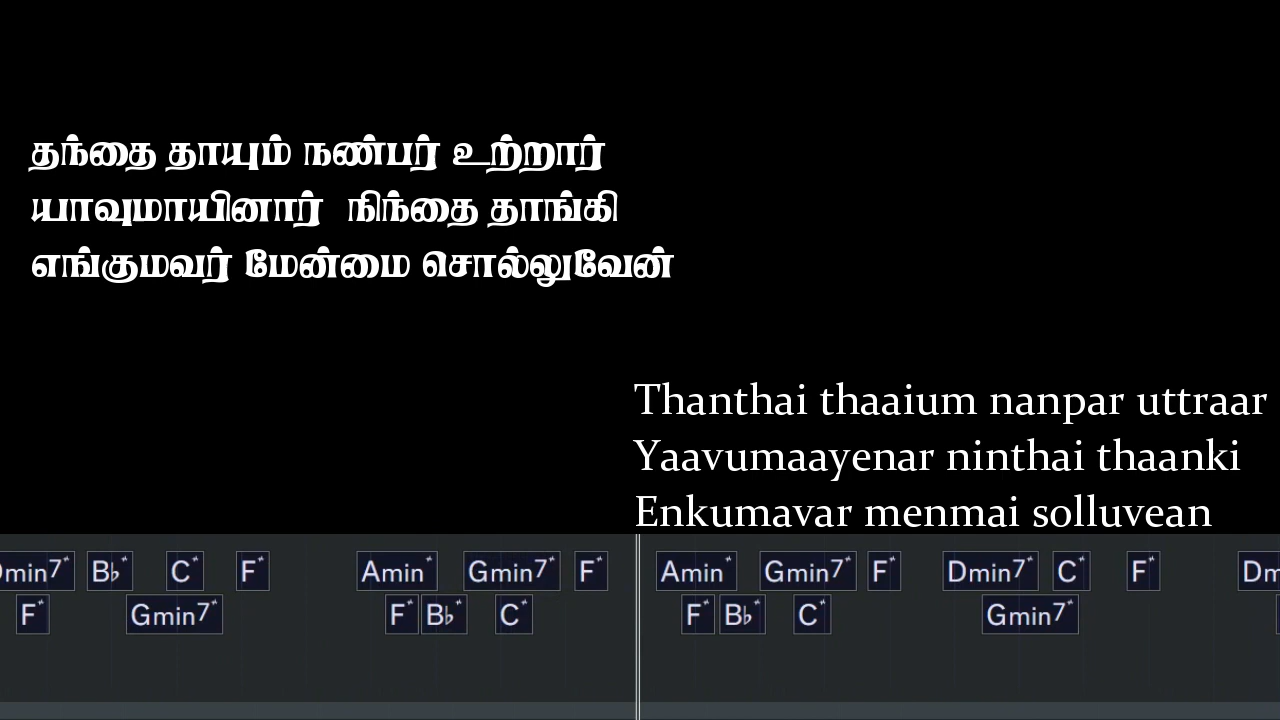 தந்தை தாயும் நண்பர் உற்றார்
யாவுமாயினார் நிந்தை தாங்கி
எங்குமவர் மேன்மை சொல்லுவேன்
Thanthai thaaium nanpar uttraar
Yaavumaayenar ninthai thaanki
Enkumavar menmai solluvean
min7 B♭ C F Amin Gmin7 F Amin Gmin7 F Dmin7 C F
F Gmin7 F B♭ C F B♭ C Gmin7